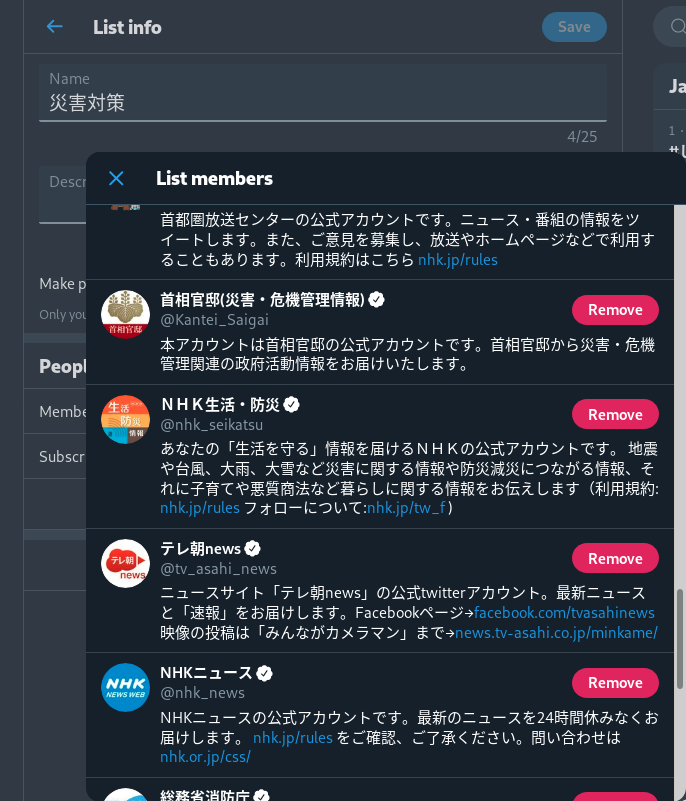 List info
Save
Name
災害対策
4/25
Descr
Make p
Only you
Peopl
Membe
Subscr
Ja
1 ·
List members
首都圏放送センターの公式アカウントです。ニュース・番組の情報をツ
イートします。また、ご意見を募集し、放送やホームページなどで利用す
ることもあります。利用規約はこちら nhk.jp/rules
首相官邸
首相官邸(災害・危機管理情報)
@Kantei_Saigai
Remove
本アカウントは首相官邸の公式アカウントです。首相官邸から災害・危機
管理関連の政府活動情報をお届けいたします。
生活
防災
情報
ＮＨＫ生活・防災
@nhk_seikatsu
Remove
あなたの「生活を守る」情報を届けるＮＨＫの公式アカウントです。 地震
や台風、大雨、大雪など災害に関する情報や防災減災につながる情報、そ
れに子育てや悪質商法など暮らしに関する情報をお伝えします（利用規約:
nhk.jp/rules フォローについて:nhk.jp/tw_f )
テレ朝
news
テレ朝news
@tv_asahi_news
Remove
ニュースサイト「テレ朝news」の公式twitterアカウント。最新ニュース
と「速報」をお届けします。Facebookページ→facebook.com/tvasahinews
映像の投稿は「みんながカメラマン」まで→news.tv-asahi.co.jp/minkame/
NHK
NEWS WEB
NHKニュース
@nhk_news
Remove
NHKニュースの公式アカウントです。最新のニュースを24時間休みなくお
届けします。 nhk.jp/rules をご確認、ご了承ください。問い合わせは
nhk.or.jp/css/
総務省消防庁